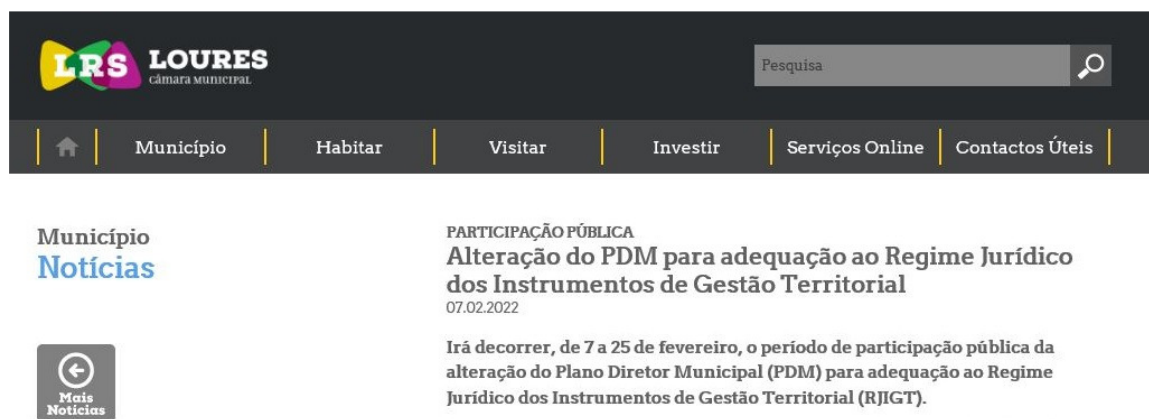 LRS LOURES
CÂMARA MUNICIPAL
Pesquisa
Município Habitar Visitar Investir Serviços Online Contactos Úteis
Município
Notícias
Mais
Notícias
PARTICIPAÇÃO PÚBLICA
Alteração do PDM para adequação ao Regime Jurídico
dos Instrumentos de Gestão Territorial
07.02.2022
Irá decorrer, de 7 a 25 de fevereiro, o período de participação pública da
alteração do Plano Diretor Municipal (PDM) para adequação ao Regime
Jurídico dos Instrumentos de Gestão Territorial (RJIGT).